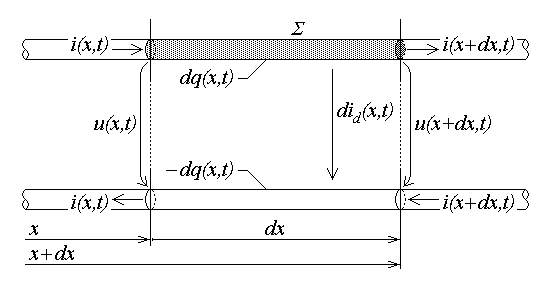 Σ
i(x,t) i(x+dx,t)
dq(x,t)
u(x,t) di_d(x,t) u(x+dx,t)
−dq(x,t)
i(x,t) i(x+dx,t)
x dx
x+dx